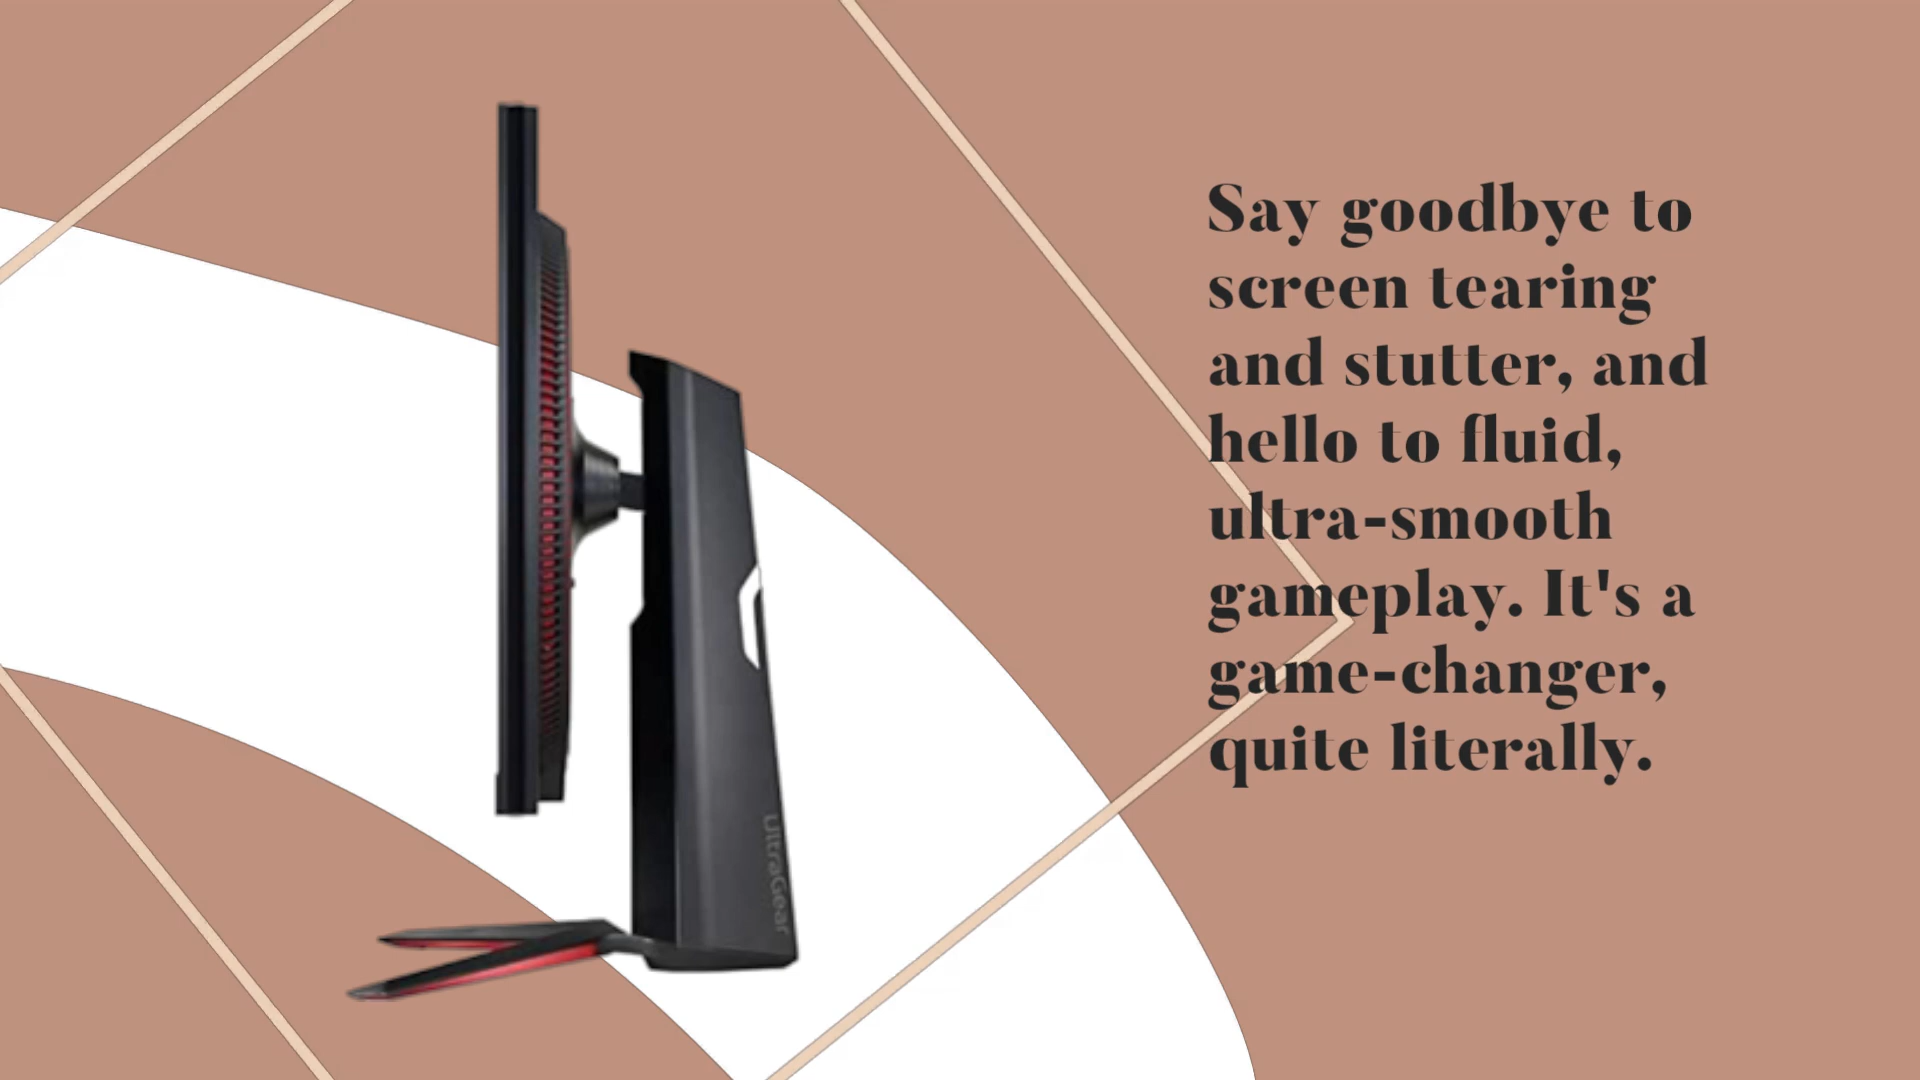 Say goodbye to
screen tearing
and stutter, and
hello to fluid,
ultra-smooth
gameplay. It's a
game-changer,
quite literally.
UltraGear